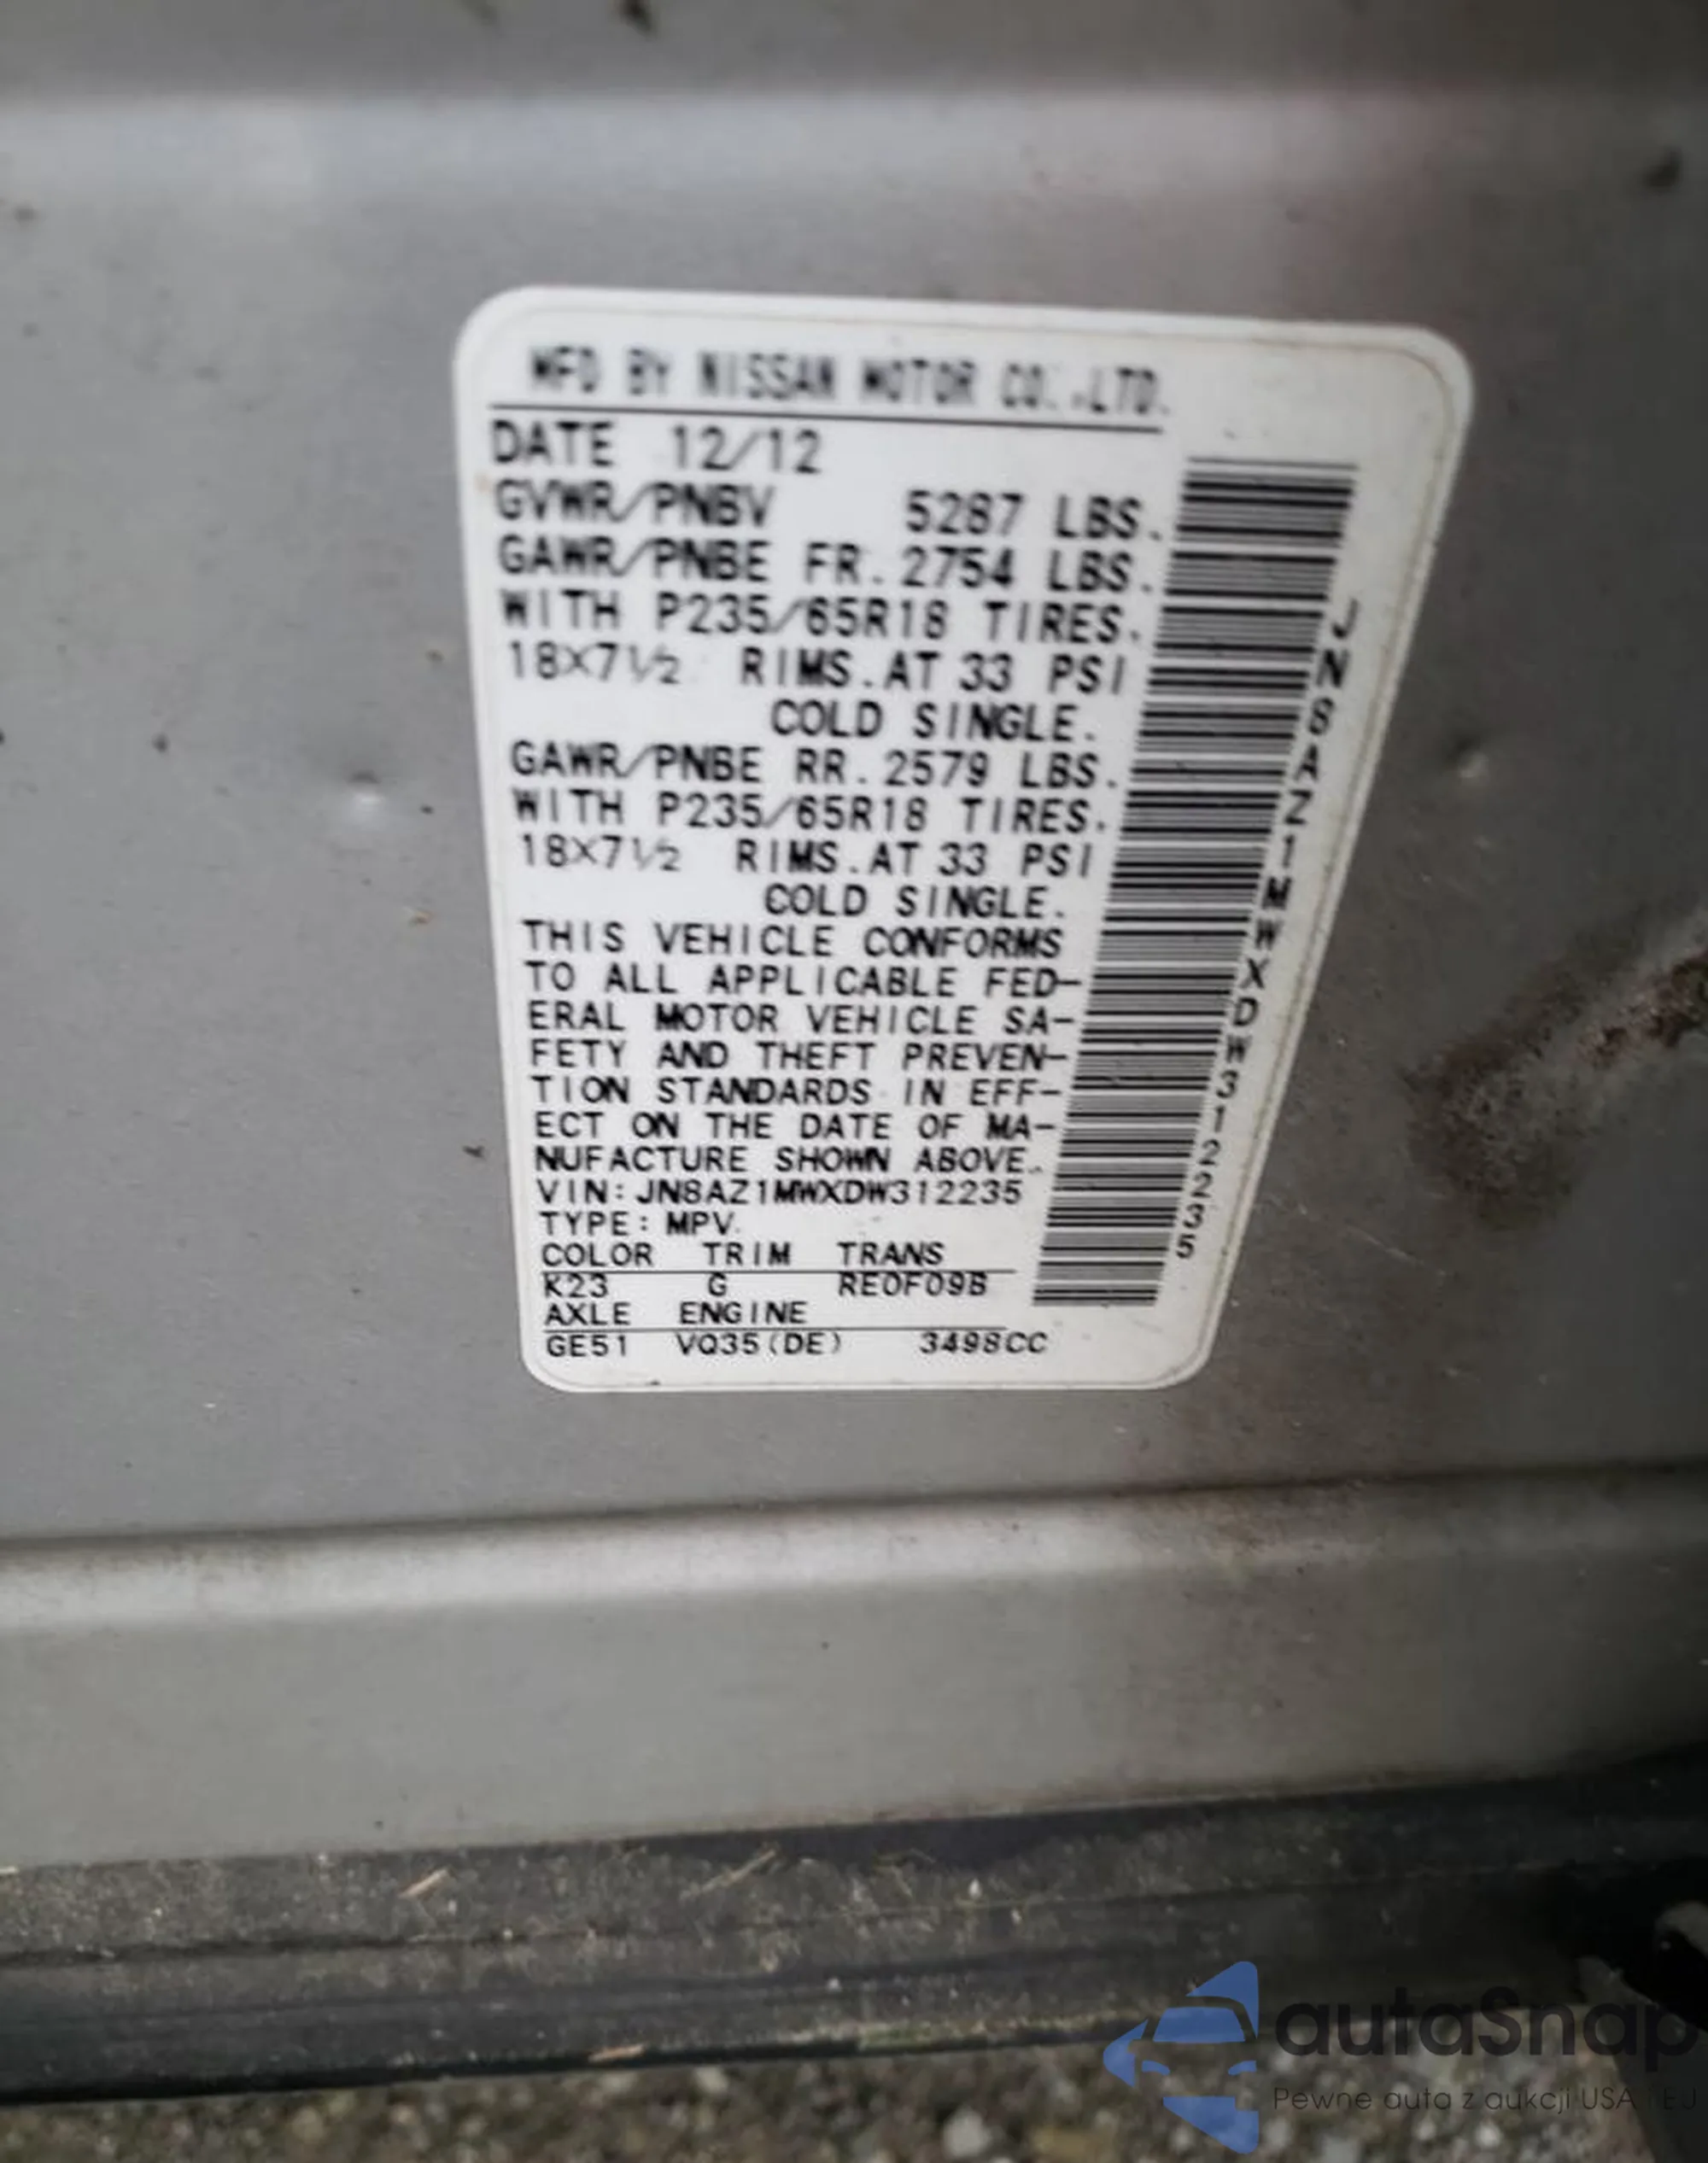 MFD BY NISSAN MOTOR CO.,LTD.
DATE 12/12
GVWR/PNBV 5287 LBS.
GAWR/PNBE FR. 2754 LBS.
WITH P235/65R18 TIRES.
18X7½ RIMS.AT 33 PSI
COLD SINGLE.
GAWR/PNBE RR. 2579 LBS.
WITH P235/65R18 TIRES.
18X7½ RIMS.AT 33 PSI
COLD SINGLE.
THIS VEHICLE CONFORMS
TO ALL APPLICABLE FED-
ERAL MOTOR VEHICLE SA-
FETY AND THEFT PREVEN-
TION STANDARDS IN EFF-
ECT ON THE DATE OF MA-
NUFACTURE SHOWN ABOVE.
VIN: JN8AZ1MWXDW312235
TYPE: MPV
COLOR TRIM TRANS
K23 G RE0F09B
AXLE ENGINE
GE51 VQ35(DE) 3498CC
JN8AZ1MWXDW312235
autaSnap
Pewne auta z aukcji USA i EU